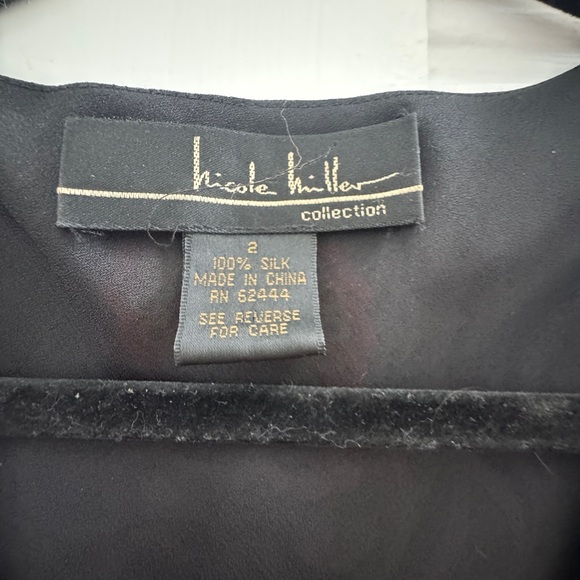 nicole miller
collection
2
100% SILK
MADE IN CHINA
RN 62444
SEE REVERSE
FOR CARE